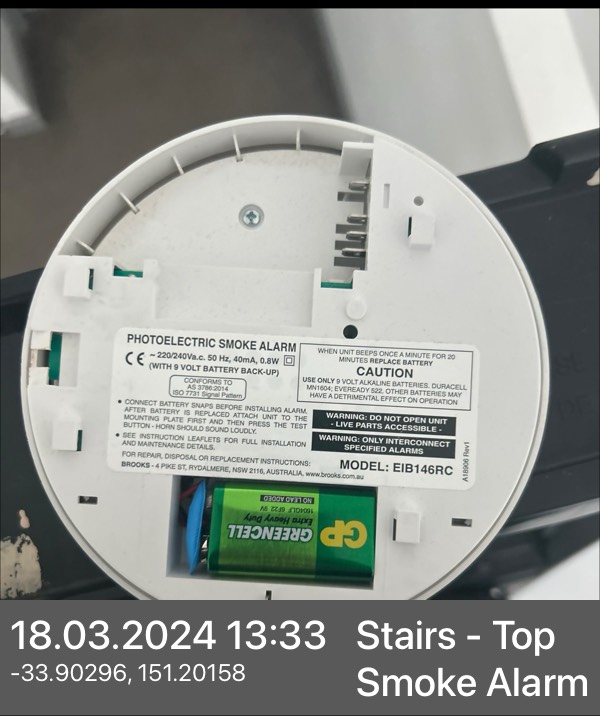 PHOTOELECTRIC SMOKE ALARM
CE ~ 220/240Va.c. 50 Hz, 40mA, 0.8W
(WITH 9 VOLT BATTERY BACK-UP)
CONFORMS TO
AS 3786:2014
ISO 7731 Signal Pattern
• CONNECT BATTERY SNAPS BEFORE INSTALLING ALARM.
AFTER BATTERY IS REPLACED ATTACH UNIT TO THE
MOUNTING PLATE FIRST AND THEN PRESS THE TEST
BUTTON - HORN SHOULD SOUND LOUDLY.
• SEE INSTRUCTION LEAFLETS FOR FULL INSTALLATION
AND MAINTENANCE DETAILS.
FOR REPAIR, DISPOSAL OR REPLACEMENT INSTRUCTIONS:
BROOKS - 4 PIKE ST, RYDALMERE, NSW 2116, AUSTRALIA, www.brooks.com.au
WHEN UNIT BEEPS ONCE A MINUTE FOR 20
MINUTES REPLACE BATTERY
CAUTION
USE ONLY 9 VOLT ALKALINE BATTERIES. DURACELL
MN1604; EVEREADY 522. OTHER BATTERIES MAY
HAVE A DETRIMENTAL EFFECT ON OPERATION
WARNING: DO NOT OPEN UNIT
- LIVE PARTS ACCESSIBLE -
WARNING: ONLY INTERCONNECT
SPECIFIED ALARMS
MODEL: EIB146RC
A18906 Rev1
GP
GREENCELL
Extra Heavy Duty
1604GLF 6F22 9V
NO LEAD ADDED
18.03.2024 13:33
-33.90296, 151.20158
Stairs - Top
Smoke Alarm